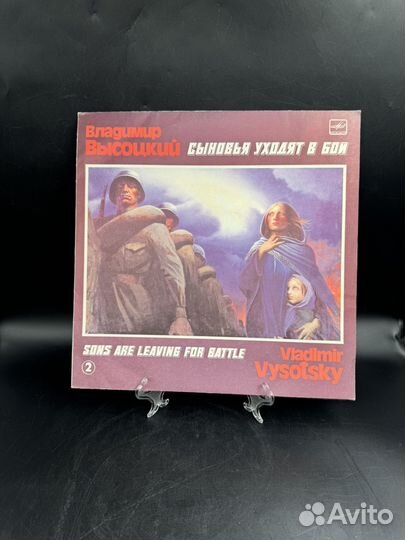 Владимир
Высоцкий СЫНОВЬЯ УХОДЯТ В БОЙ
SONS ARE LEAVING FOR BATTLE
2
Vladimir
Vysotsky
Avito